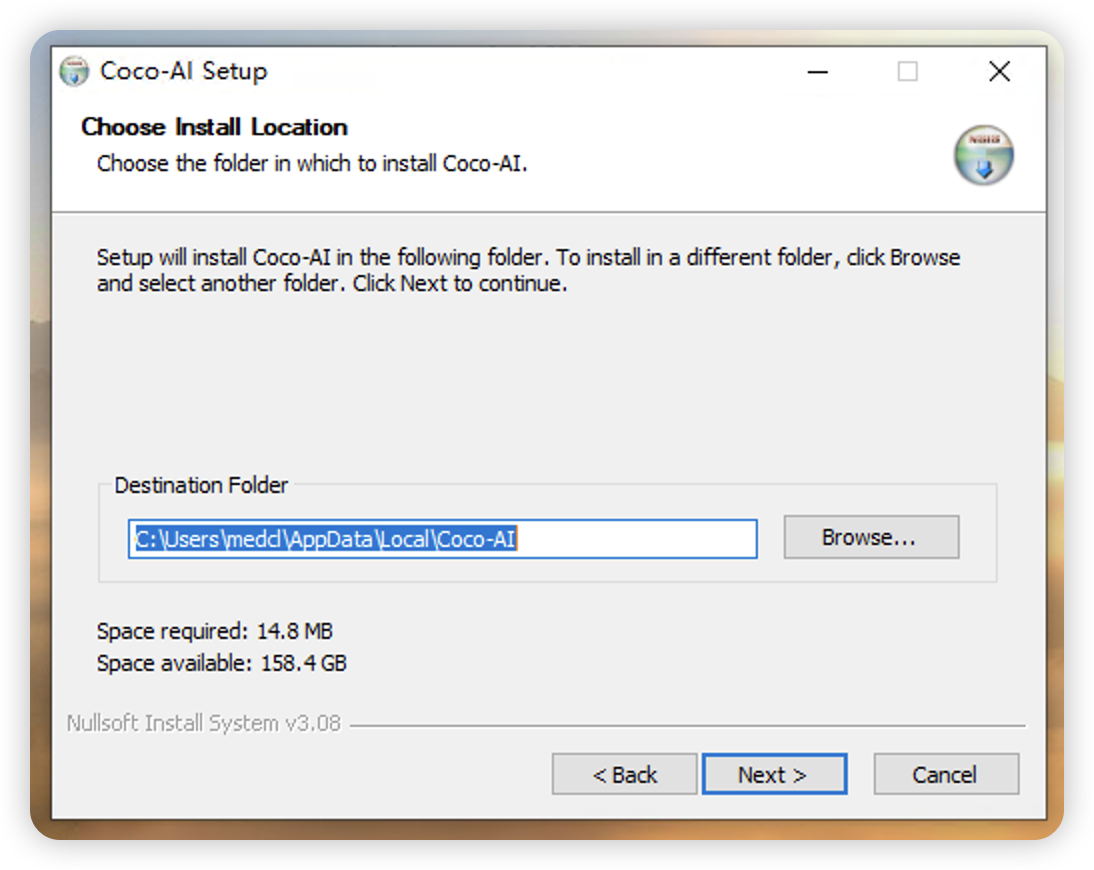 Coco-AI Setup
Choose Install Location
Choose the folder in which to install Coco-AI.
NSIS
Setup will install Coco-AI in the following folder. To install in a different folder, click Browse
and select another folder. Click Next to continue.
Destination Folder
C:\Users\medcl\AppData\Local\Coco-AI
Browse...
Space required: 14.8 MB
Space available: 158.4 GB
Nullsoft Install System v3.08
< Back
Next >
Cancel